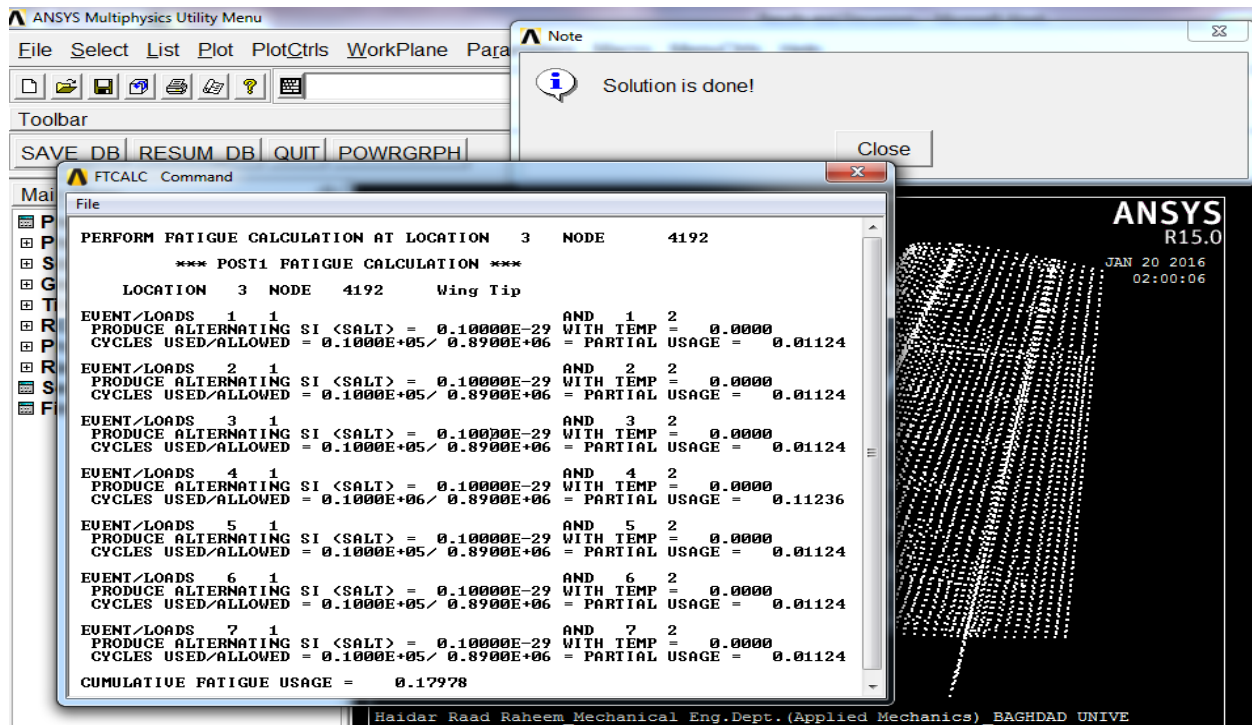 ANSYS Multiphysics Utility Menu
File Select List Plot PlotCtrls WorkPlane Para
Note
Solution is done!
Close
Toolbar
SAVE_DB RESUM_DB QUIT POWRGRPH
Mai
P
P
S
G
R
P
R
S
Fi
FTCALC Command
File
PERFORM FATIGUE CALCULATION AT LOCATION 3 NODE 4192
*** POST1 FATIGUE CALCULATION ***
LOCATION 3 NODE 4192 Wing Tip
EVENT/LOADS 1 1 AND 1 2
PRODUCE ALTERNATING SI (SALT) = 0.10000E-29 WITH TEMP = 0.0000
CYCLES USED/ALLOWED = 0.1000E+05/ 0.8900E+06 = PARTIAL USAGE = 0.01124
EVENT/LOADS 2 1 AND 2 2
PRODUCE ALTERNATING SI (SALT) = 0.10000E-29 WITH TEMP = 0.0000
CYCLES USED/ALLOWED = 0.1000E+05/ 0.8900E+06 = PARTIAL USAGE = 0.01124
EVENT/LOADS 3 1 AND 3 2
PRODUCE ALTERNATING SI (SALT) = 0.10000E-29 WITH TEMP = 0.0000
CYCLES USED/ALLOWED = 0.1000E+05/ 0.8900E+06 = PARTIAL USAGE = 0.01124
EVENT/LOADS 4 1 AND 4 2
PRODUCE ALTERNATING SI (SALT) = 0.10000E-29 WITH TEMP = 0.0000
CYCLES USED/ALLOWED = 0.1000E+06/ 0.8900E+06 = PARTIAL USAGE = 0.11236
EVENT/LOADS 5 1 AND 5 2
PRODUCE ALTERNATING SI (SALT) = 0.10000E-29 WITH TEMP = 0.0000
CYCLES USED/ALLOWED = 0.1000E+05/ 0.8900E+06 = PARTIAL USAGE = 0.01124
EVENT/LOADS 6 1 AND 6 2
PRODUCE ALTERNATING SI (SALT) = 0.10000E-29 WITH TEMP = 0.0000
CYCLES USED/ALLOWED = 0.1000E+05/ 0.8900E+06 = PARTIAL USAGE = 0.01124
EVENT/LOADS 7 1 AND 7 2
PRODUCE ALTERNATING SI (SALT) = 0.10000E-29 WITH TEMP = 0.0000
CYCLES USED/ALLOWED = 0.1000E+05/ 0.8900E+06 = PARTIAL USAGE = 0.01124
CUMULATIVE FATIGUE USAGE = 0.17978
ANSYS
R15.0
JAN 20 2016
02:00:06
Haidar Raad Raheem_Mechanical Eng.Dept.(Applied Mechanics)_BAGHDAD UNIVE